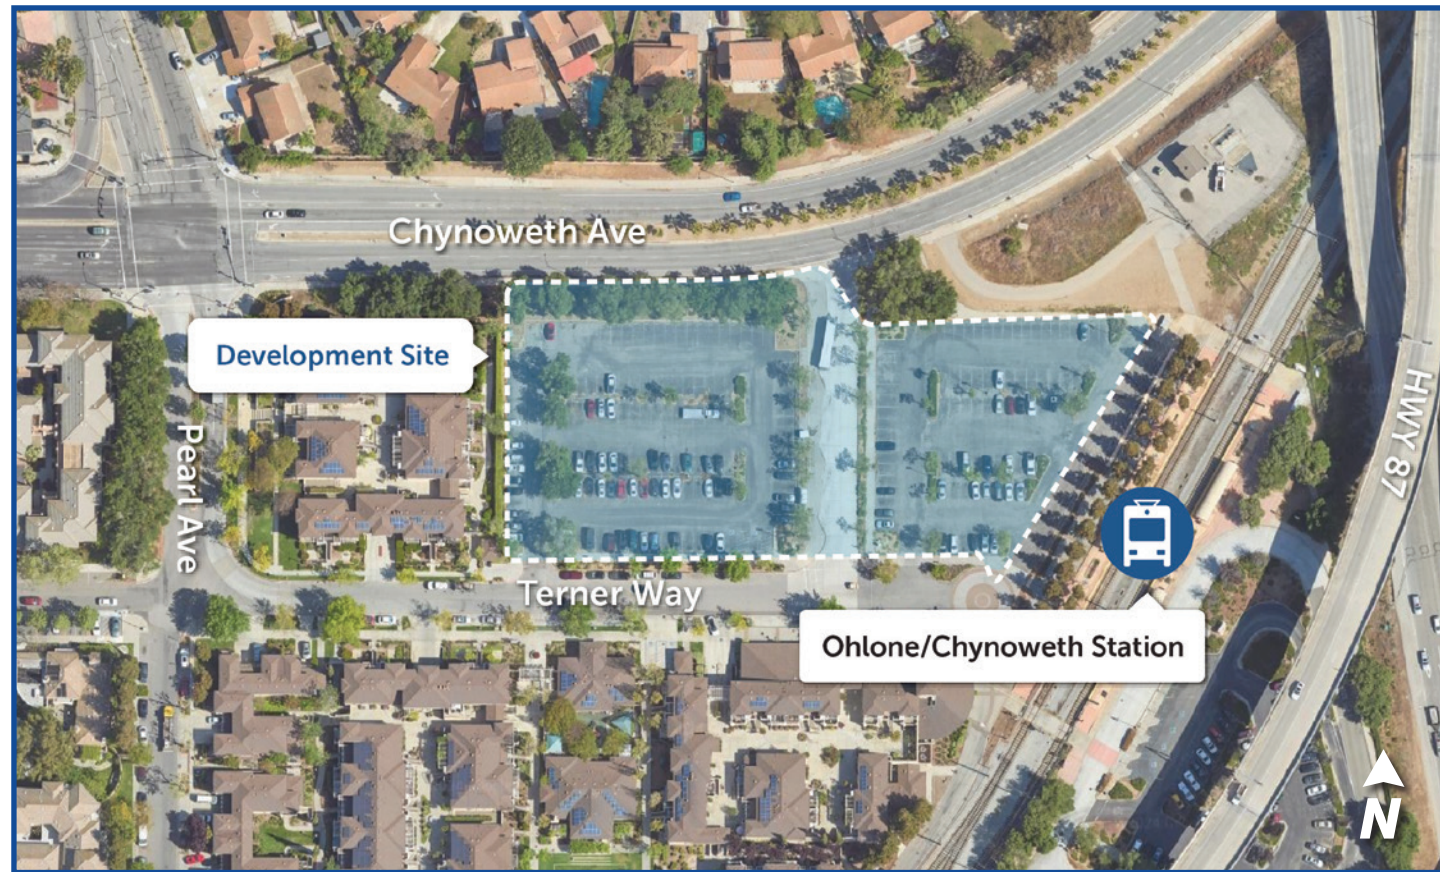 Chynoweth Ave
Development Site
Pearl Ave
HWY 87
Terner Way
Ohlone/Chynoweth Station
N